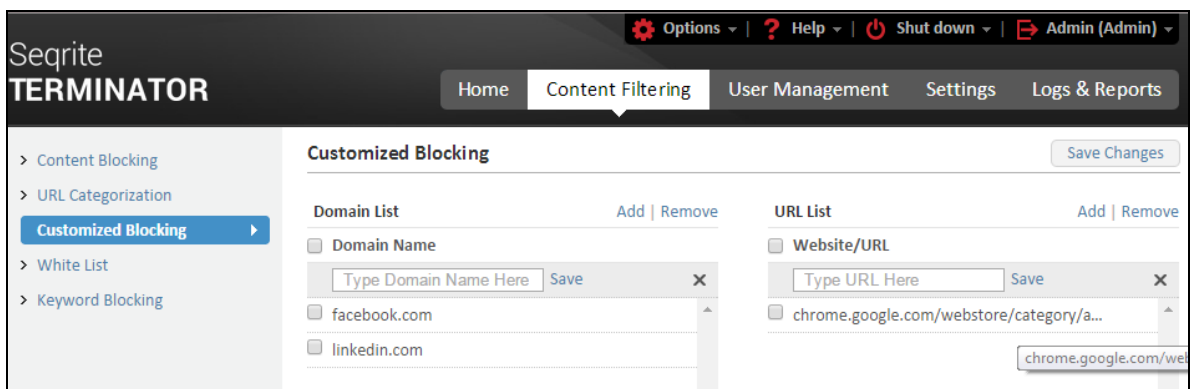 Options | Help | Shut down | Admin (Admin)
Seqrite
TERMINATOR
Home Content Filtering User Management Settings Logs & Reports
Content Blocking
URL Categorization
Customized Blocking
White List
Keyword Blocking
Customized Blocking Save Changes
Domain List Add | Remove
Domain Name
Type Domain Name Here Save
facebook.com
linkedin.com
URL List Add | Remove
Website/URL
Type URL Here Save
chrome.google.com/webstore/category/a...
chrome.google.com/we